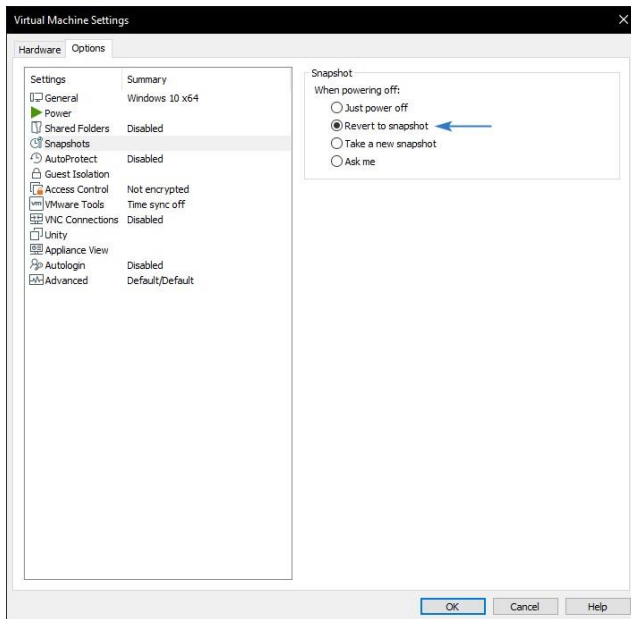 Virtual Machine Settings
Hardware Options
Settings Summary
General Windows 10 x64
Power
Shared Folders Disabled
Snapshots
AutoProtect Disabled
Guest Isolation
Access Control Not encrypted
vm VMware Tools Time sync off
VNC Connections Disabled
Unity
Appliance View
Autologin Disabled
Advanced Default/Default
Snapshot
When powering off:
Just power off
Revert to snapshot
Take a new snapshot
Ask me
OK Cancel Help